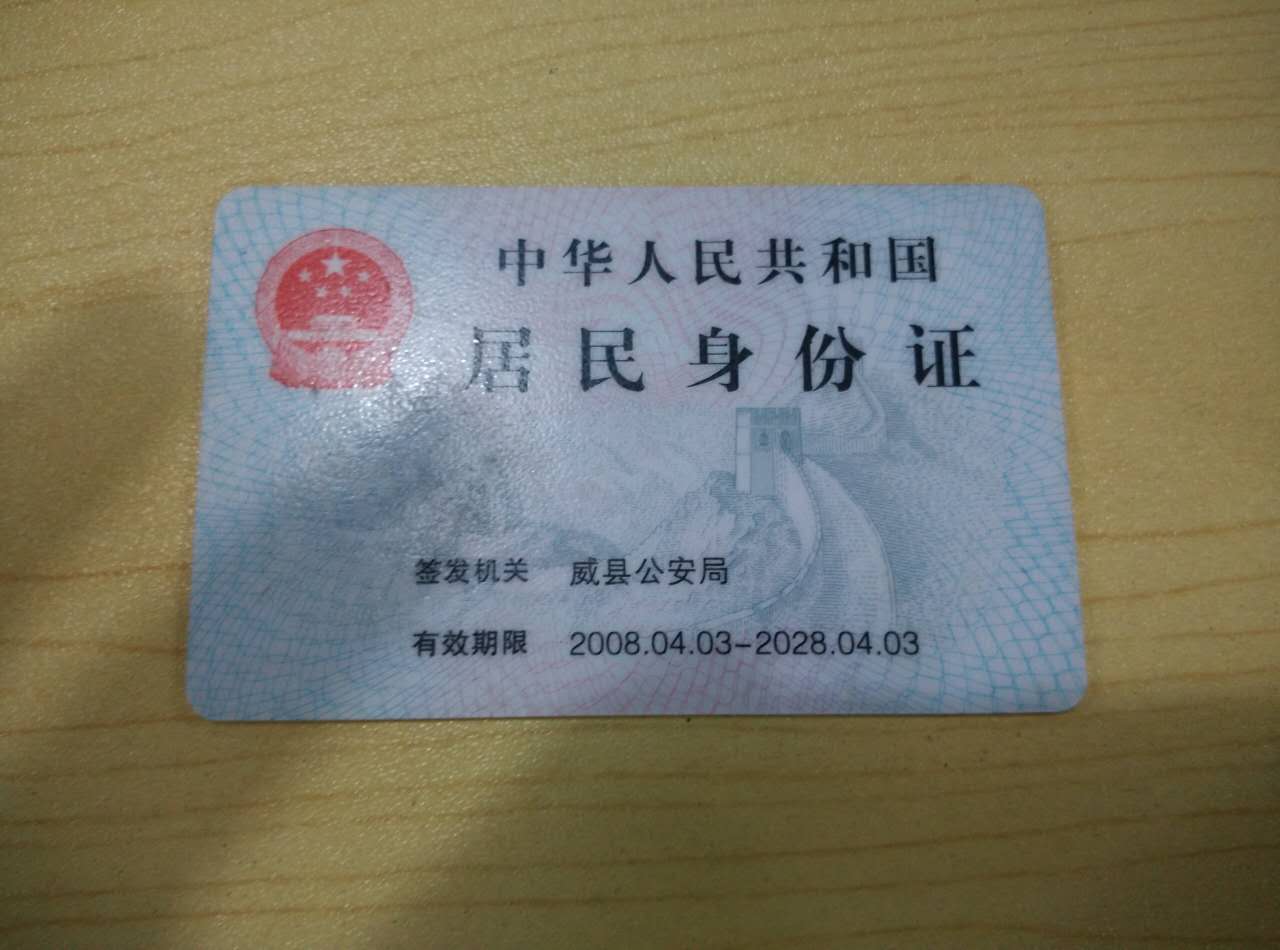 中华人民共和国
居民身份证
签发机关 威县公安局
有效期限 2008.04.03-2028.04.03